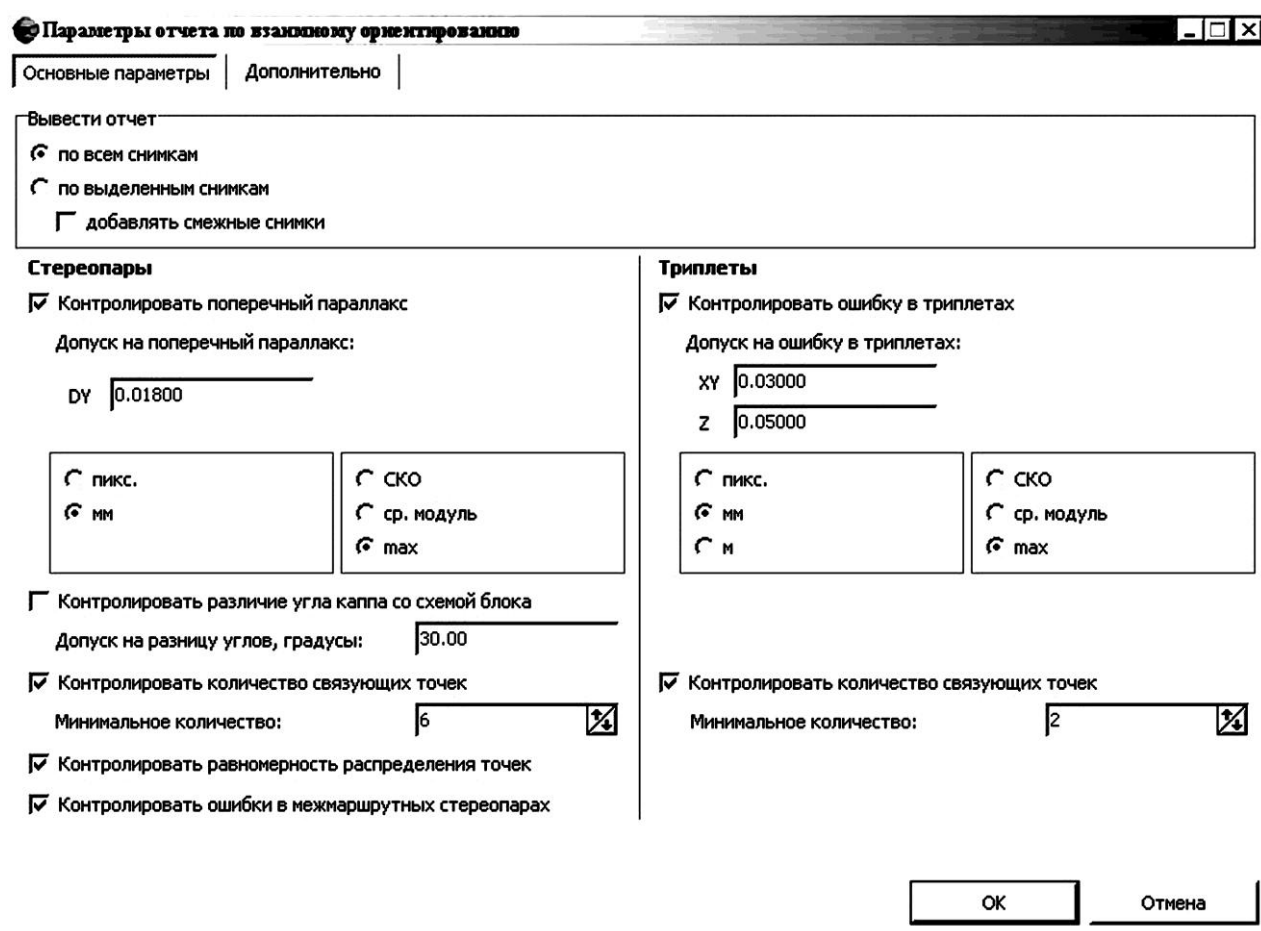 Параметры отчета по взаимному ориентированию
Основные параметры Дополнительно
Вывести отчет
по всем снимкам
по выделенным снимкам
добавлять смежные снимки
Стереопары
Контролировать поперечный параллакс
Допуск на поперечный параллакс:
DY 0.01800
пикс.
мм
СКО
ср. модуль
max
Контролировать различие угла каппа со схемой блока
Допуск на разницу углов, градусы: 30.00
Контролировать количество связующих точек
Минимальное количество: 6
Контролировать равномерность распределения точек
Контролировать ошибки в межмаршрутных стереопарах
Триплеты
Контролировать ошибку в триплетах
Допуск на ошибку в триплетах:
XY 0.03000
Z 0.05000
пикс.
мм
м
СКО
ср. модуль
max
Контролировать количество связующих точек
Минимальное количество: 2
OK Отмена